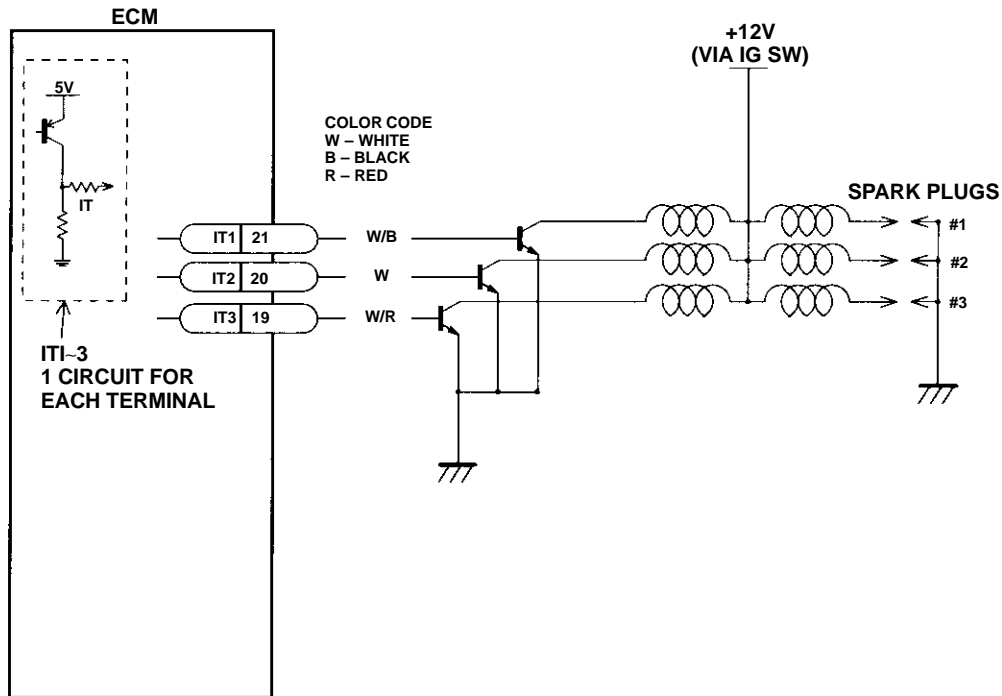 ECM
+12V
(VIA IG SW)
5V
COLOR CODE
W – WHITE
B – BLACK
R – RED
IT
SPARK PLUGS
IT1 21 W/B #1
IT2 20 W #2
IT3 19 W/R #3
ITI~3
1 CIRCUIT FOR
EACH TERMINAL